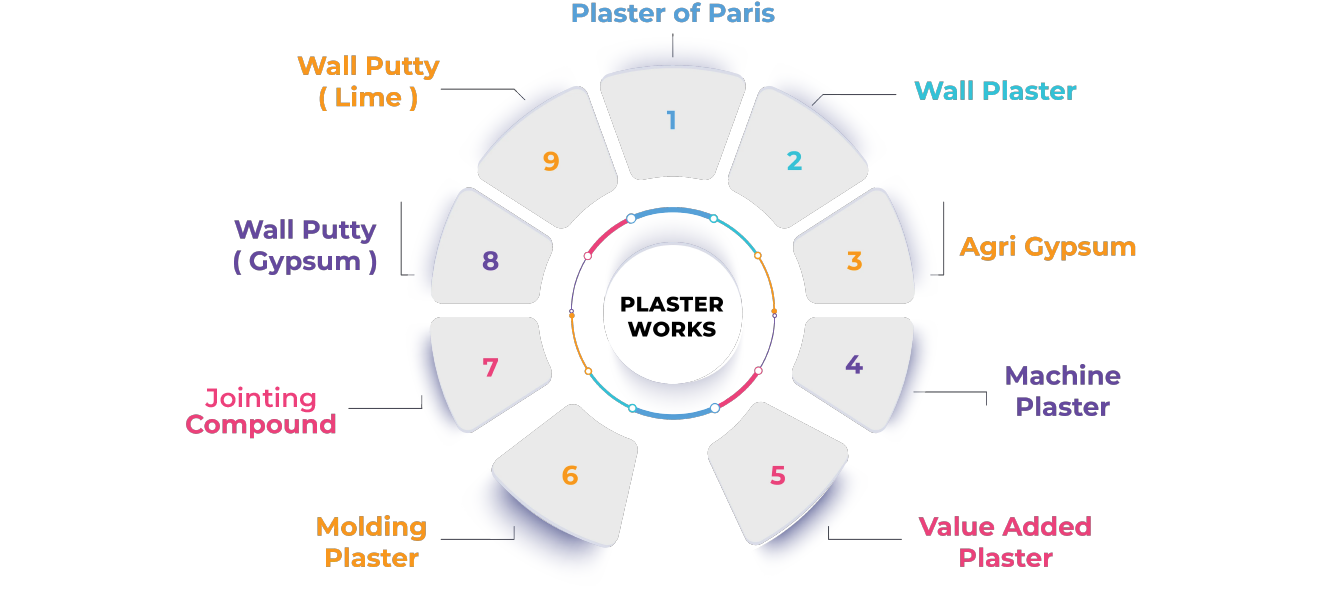 Plaster of Paris
1
Wall Plaster
2
Agri Gypsum
3
Machine
Plaster
4
Value Added
Plaster
5
Molding
Plaster
6
Jointing
Compound
7
Wall Putty
( Gypsum )
8
Wall Putty
( Lime )
9
PLASTER
WORKS